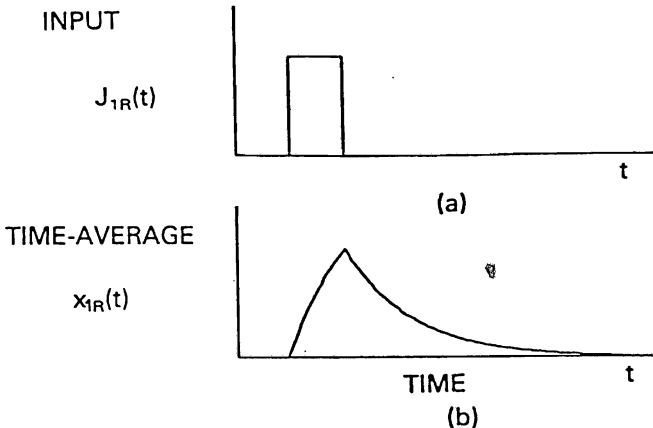 INPUT
J1R(t)
t
(a)
TIME-AVERAGE
x1R(t)
TIME
t
(b)